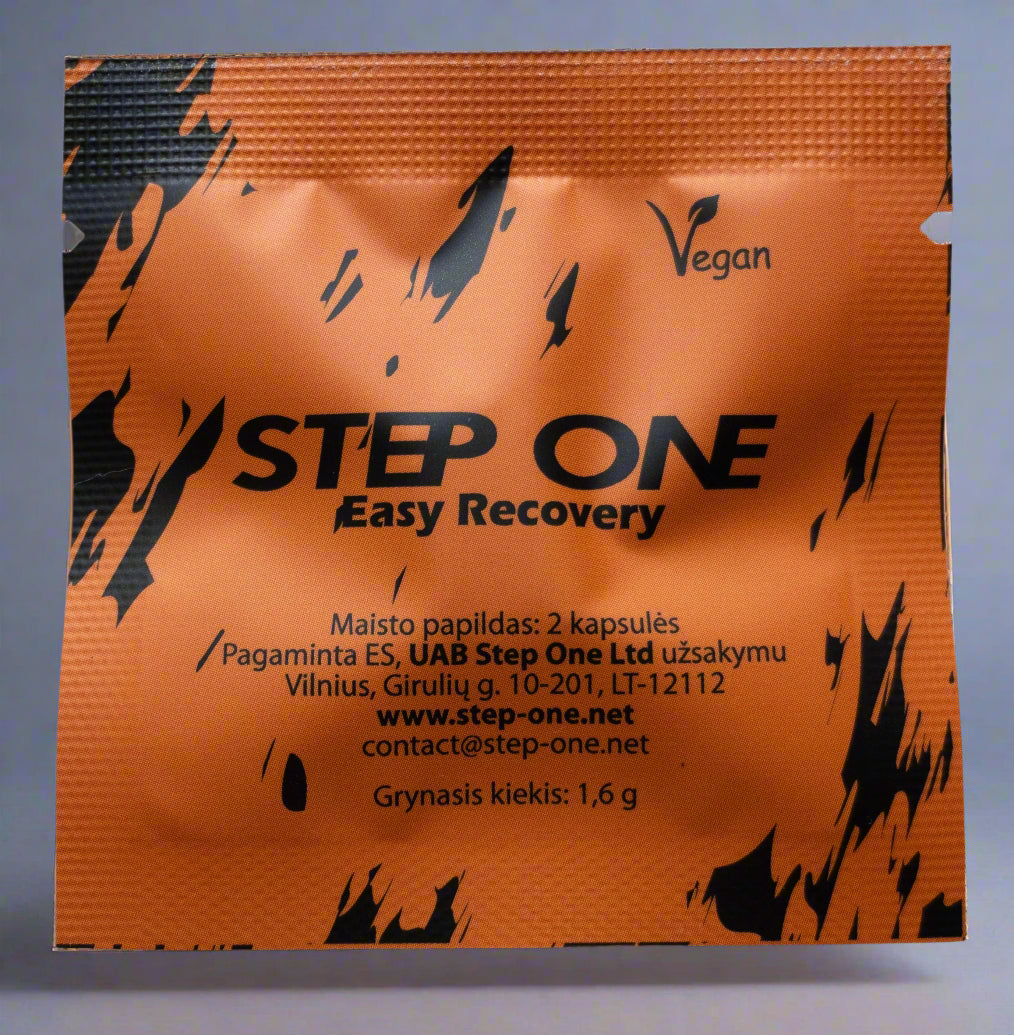 Vegan
STEP ONE
Easy Recovery
Maisto papildas: 2 kapsulės
Pagaminta ES, UAB Step One Ltd užsakymu
Vilnius, Girulių g. 10-201, LT-12112
www.step-one.net
contact@step-one.net
Grynasis kiekis: 1,6 g